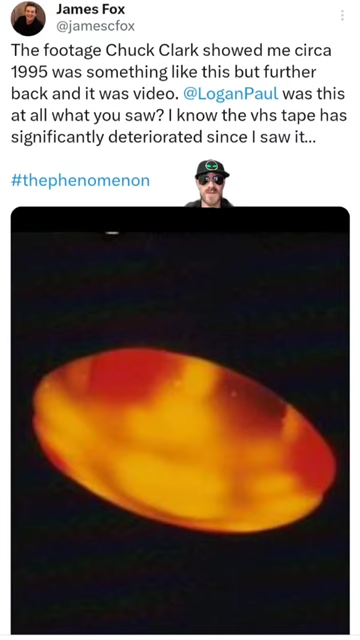 James Fox
@jamescfox
The footage Chuck Clark showed me circa
1995 was something like this but further
back and it was video. @LoganPaul was this
at all what you saw? I know the vhs tape has
significantly deteriorated since I saw it...
#thephenomenon